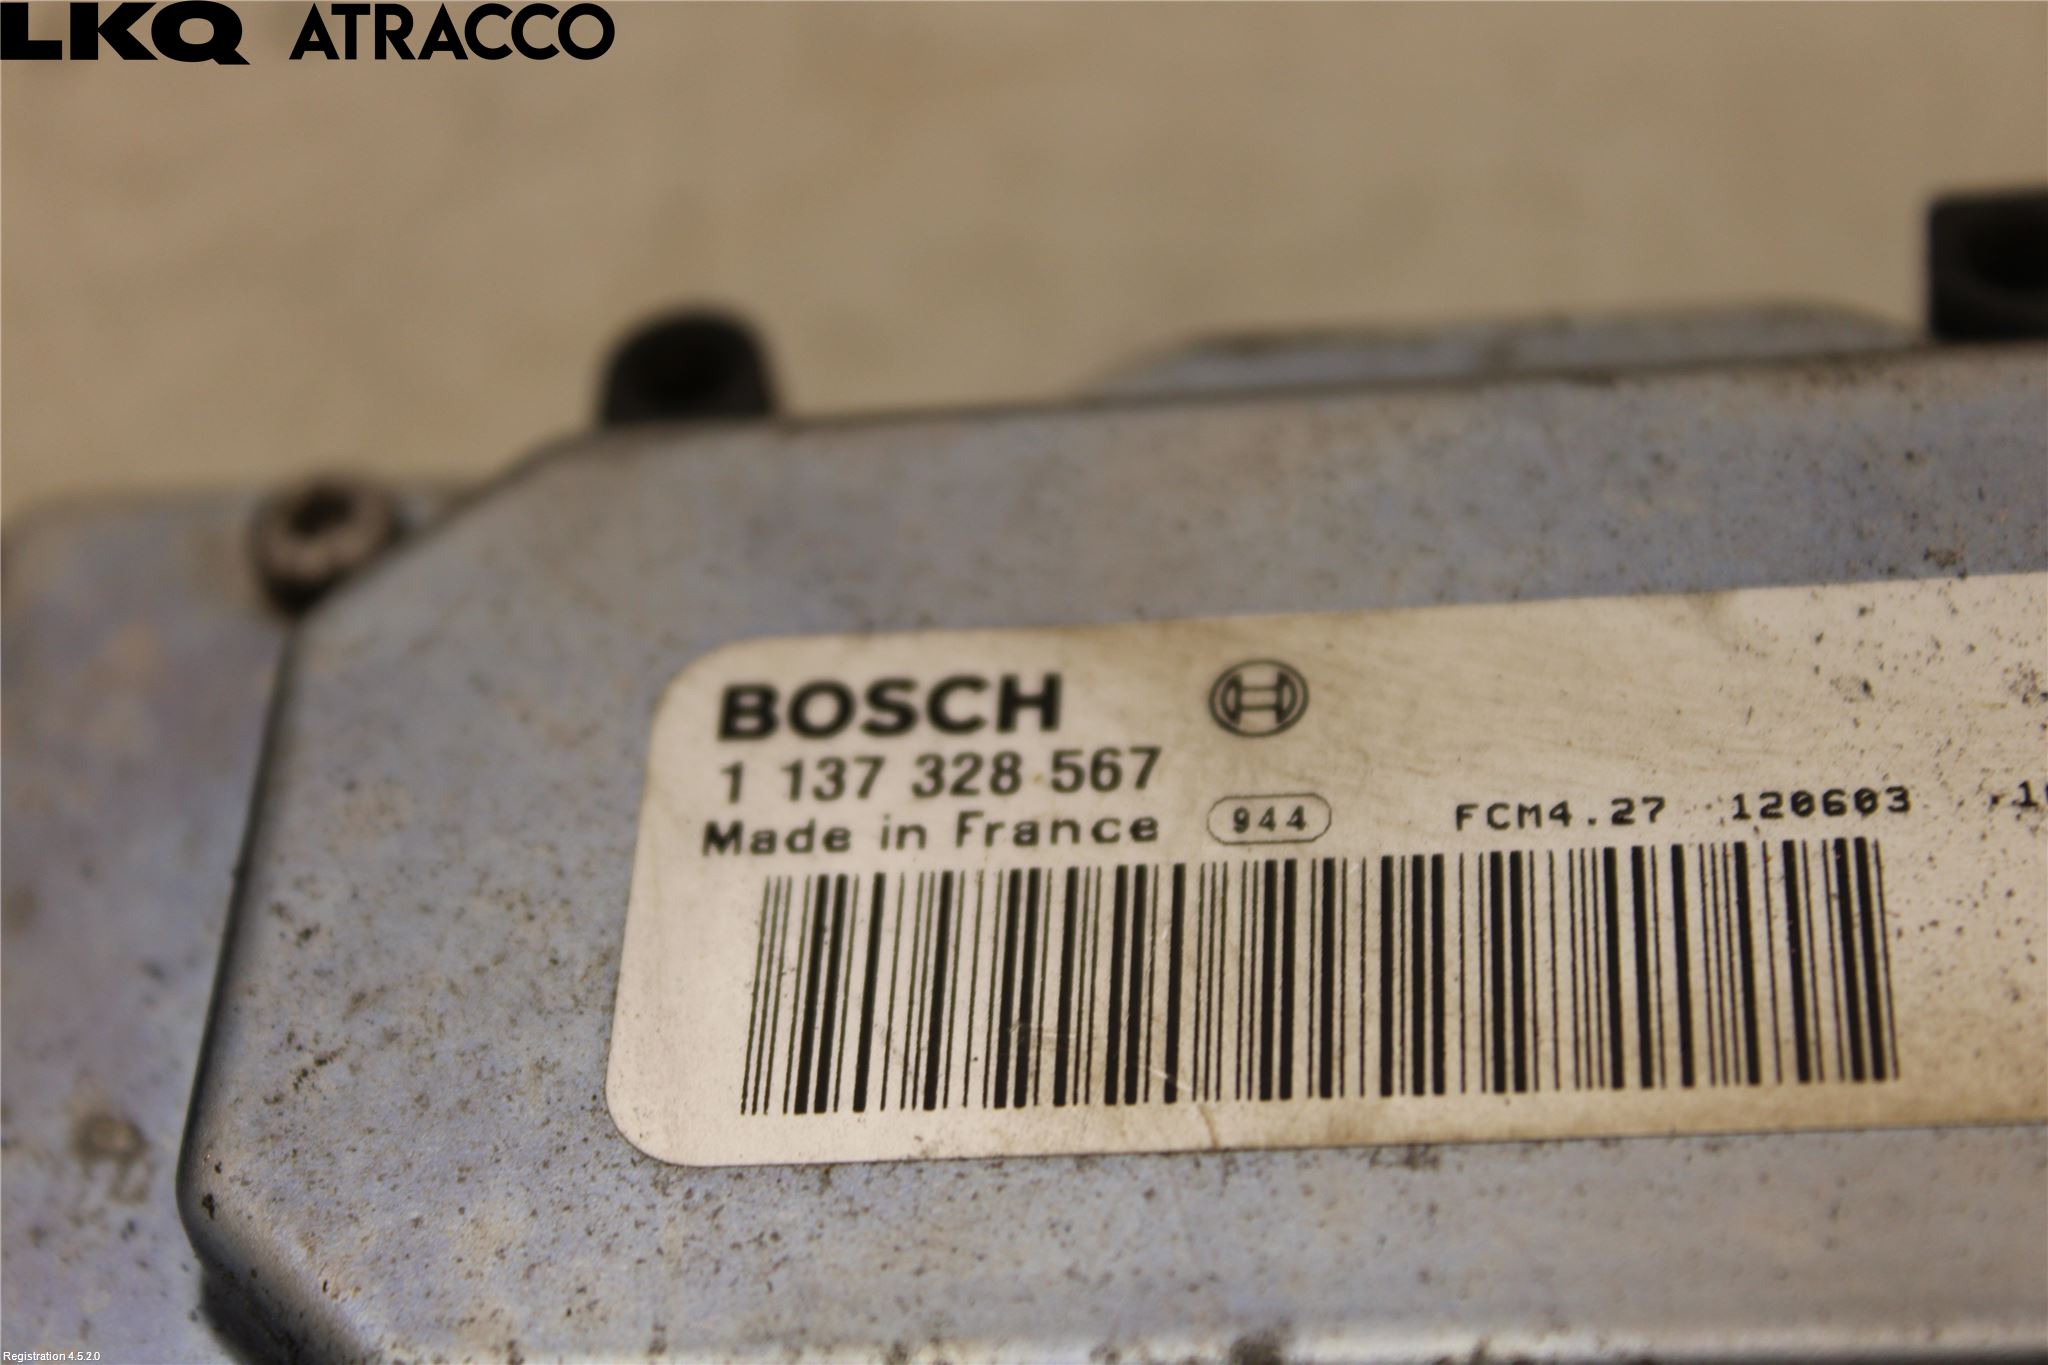 LKQ ATRACCO
BOSCH
1 137 328 567
Made in France 944 FCM4.27 120603
Registration 4.5.2.0